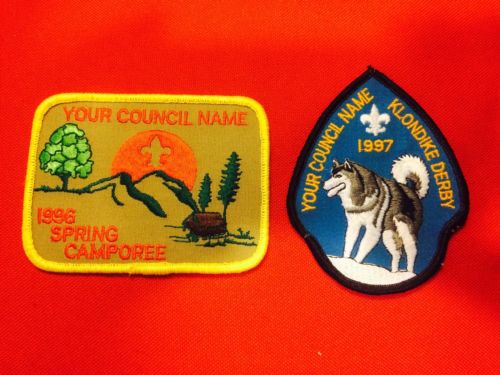 YOUR COUNCIL NAME
1996
SPRING
CAMPOREE
YOUR COUNCIL NAME
KLONDIKE DERBY
1997